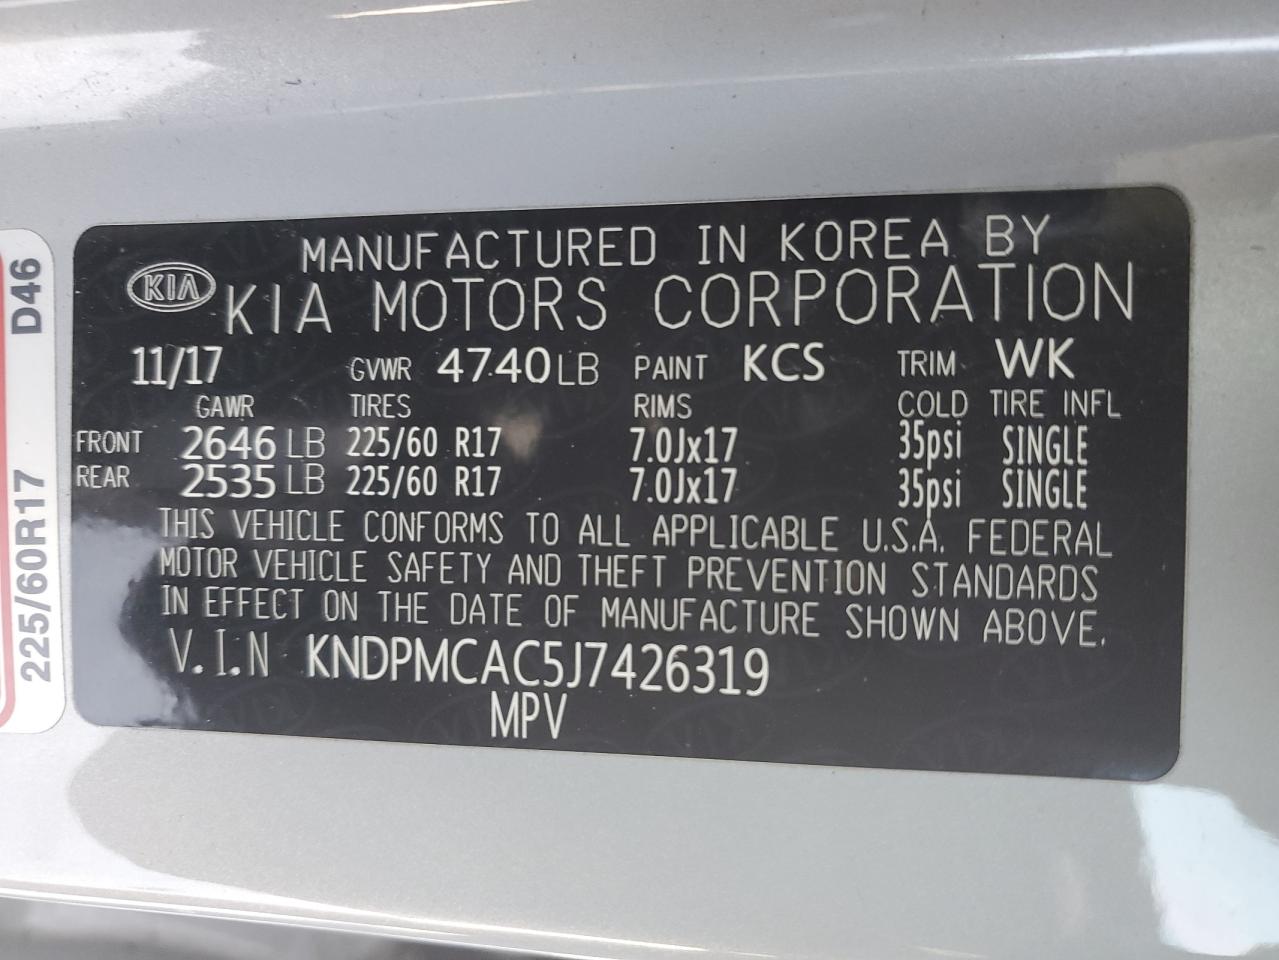 MANUFACTURED IN KOREA BY
KIA
KIA MOTORS CORPORATION
11/17 GVWR 4740 LB PAINT KCS TRIM WK
GAWR TIRES RIMS COLD TIRE INFL
FRONT 2646 LB 225/60 R17 7.0Jx17 35psi SINGLE
REAR 2535 LB 225/60 R17 7.0Jx17 35psi SINGLE
THIS VEHICLE CONFORMS TO ALL APPLICABLE U.S.A. FEDERAL
MOTOR VEHICLE SAFETY AND THEFT PREVENTION STANDARDS
IN EFFECT ON THE DATE OF MANUFACTURE SHOWN ABOVE.
V.I.N KNDPMCAC5J7426319
MPV
225/60R17 D46